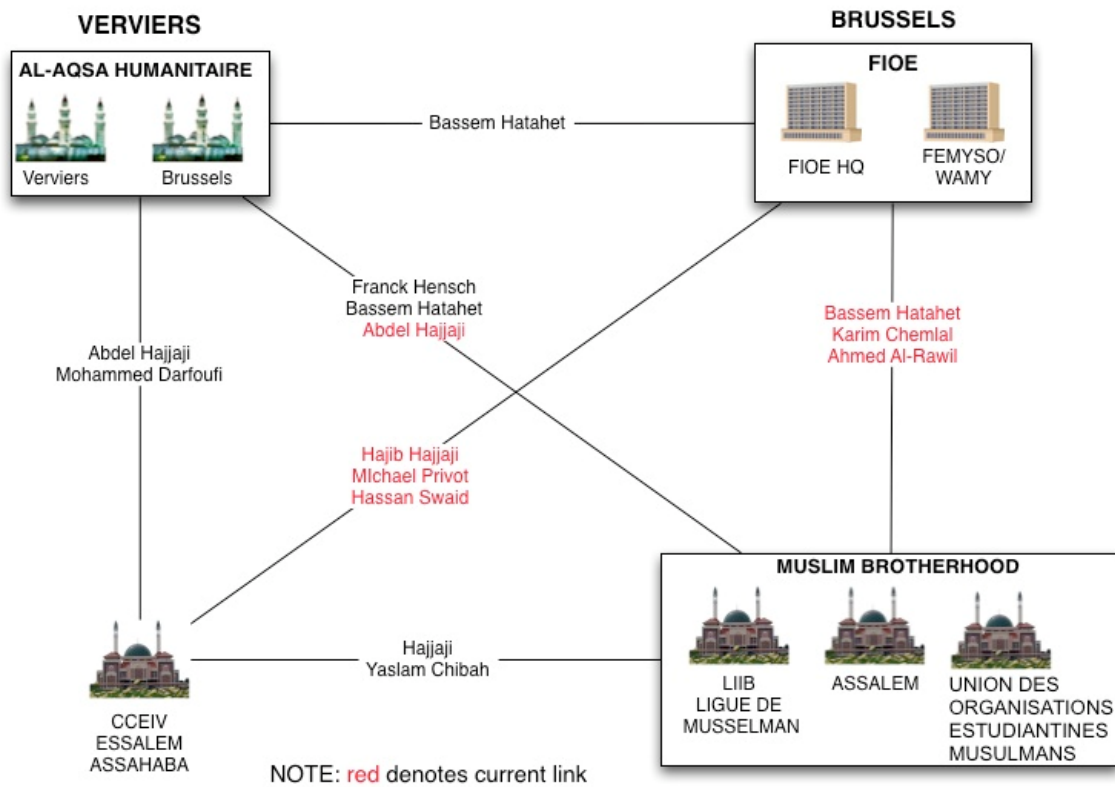 VERVIERS
BRUSSELS
AL-AQSA HUMANITAIRE
Verviers
Brussels
Bassem Hatahet
FIOE
FIOE HQ
FEMYSO/
WAMY
Franck Hensch
Bassem Hatahet
Abdel Hajjaji
Bassem Hatahet
Karim Chemlal
Ahmed Al-Rawil
Abdel Hajjaji
Mohammed Darfoufi
Hajib Hajjaji
MIchael Privot
Hassan Swaid
Hajjaji
Yaslam Chibah
CCEIV
ESSALEM
ASSAHABA
MUSLIM BROTHERHOOD
LIIB
LIGUE DE
MUSSELMAN
ASSALEM
UNION DES
ORGANISATIONS
ESTUDIANTINES
MUSULMANS
NOTE: red denotes current link